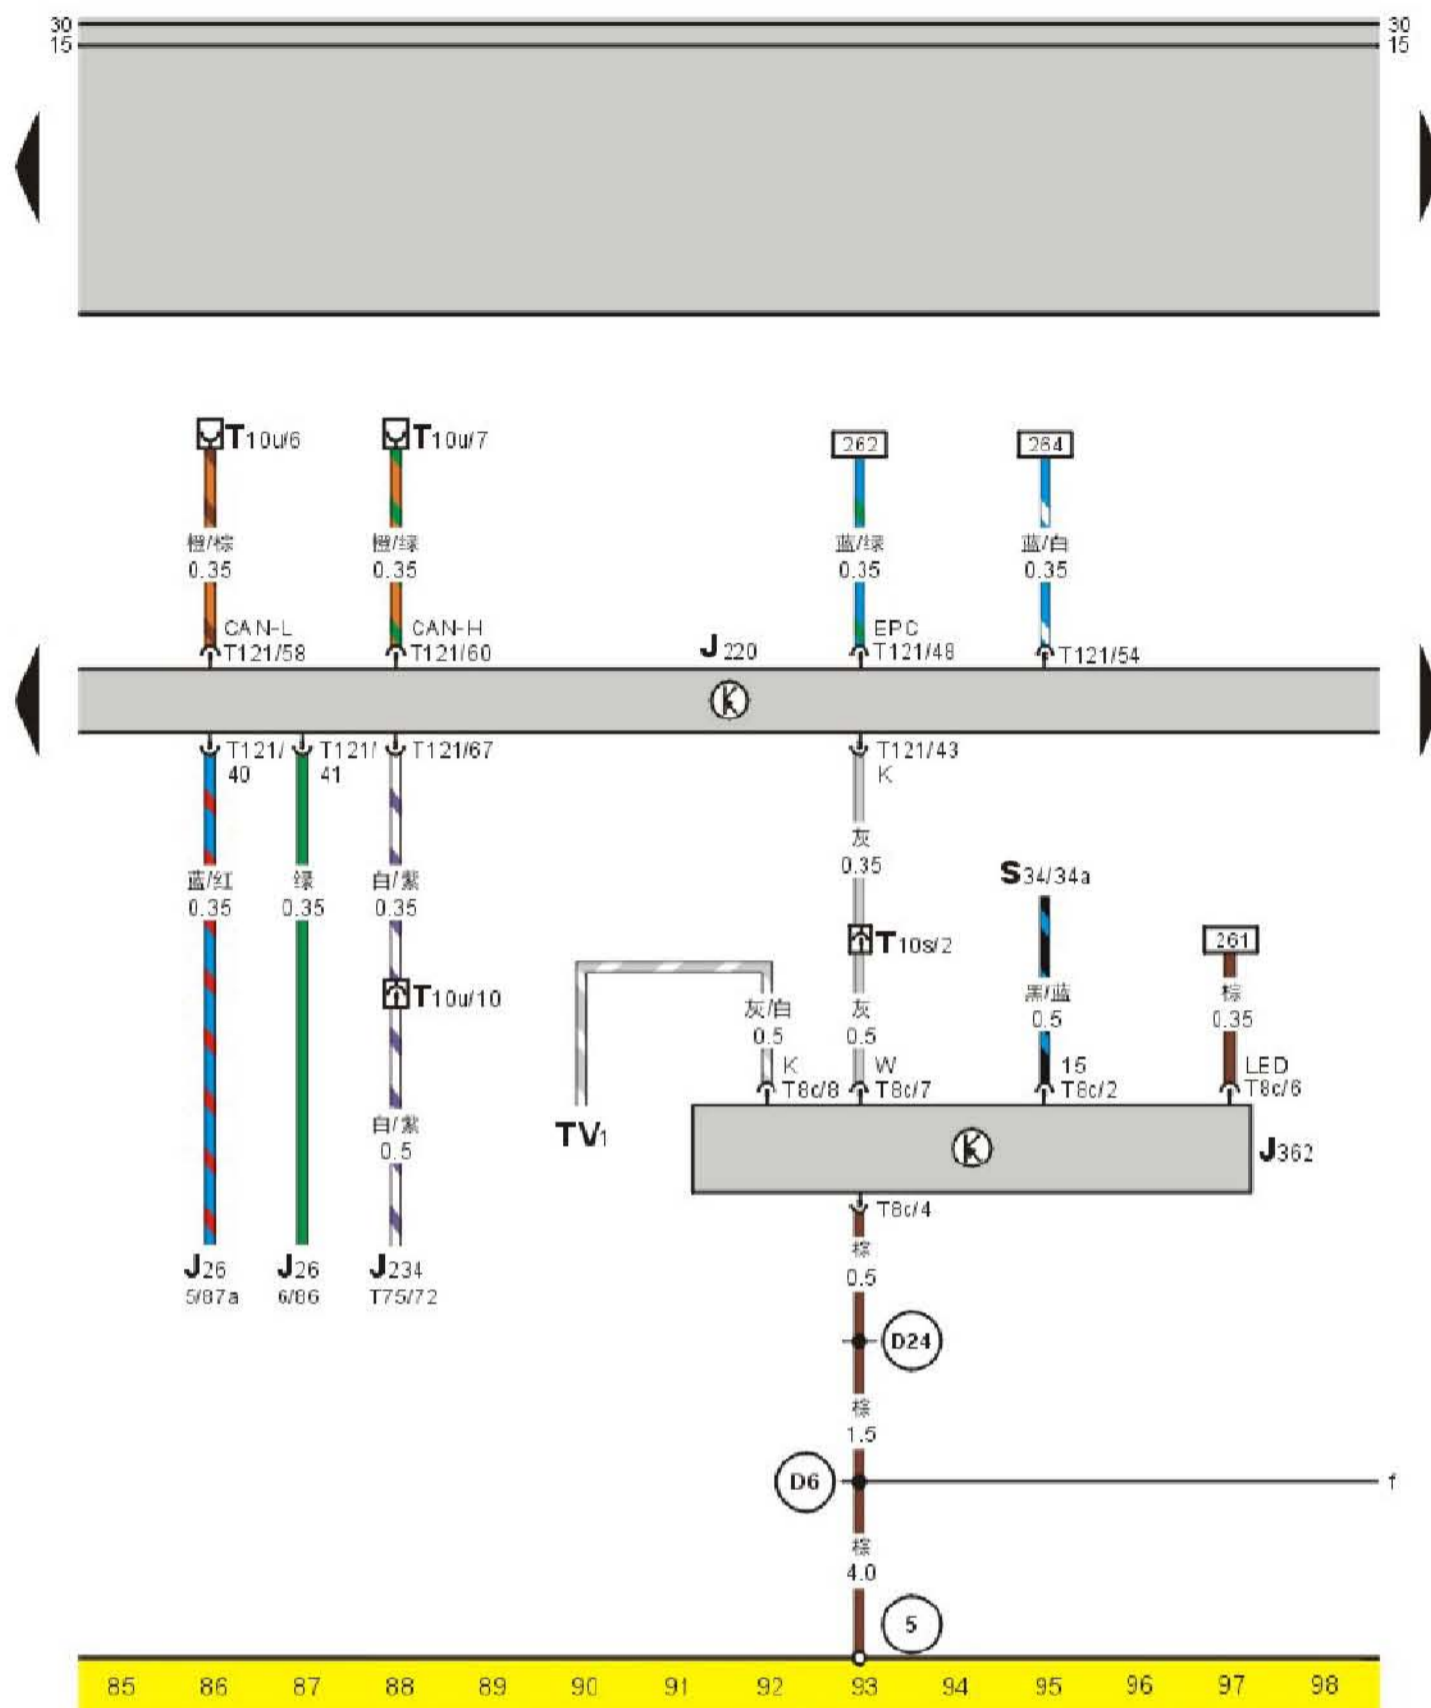 30 30
15 15
T10u/6 T10u/7 262 264
橙/棕 橙/绿 蓝/绿 蓝/白
0.35 0.35 0.35 0.35
CAN-L CAN-H EPC
T121/58 T121/60 J220 T121/48 T121/54
K
T121/ T121/ T121/67 T121/43
40 41 K
灰
0.35 S34/34a
蓝/红 绿 白/紫
0.35 0.35 0.35
T10s/2 261
T10u/10 灰/白 灰 黑/蓝 棕
0.5 0.5 0.5 0.35
K W 15 LED
T8c/8 T8c/7 T8c/2 T8c/6
白/紫 TV1
0.5 K J362
T8c/4
棕
J26 J26 J234 0.5
5/87a 6/86 T75/72
D24
棕
1.5
D6 f
棕
4.0
5
85 86 87 88 89 90 91 92 93 94 95 96 97 98